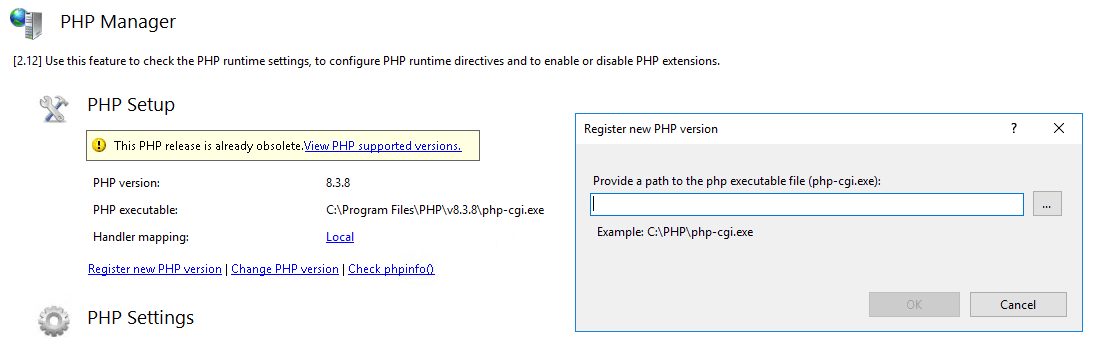 PHP Manager
[2.12] Use this feature to check the PHP runtime settings, to configure PHP runtime directives and to enable or disable PHP extensions.
PHP Setup
This PHP release is already obsolete.View PHP supported versions.
PHP version: 8.3.8
PHP executable: C:\Program Files\PHP\v8.3.8\php-cgi.exe
Handler mapping: Local
Register new PHP version | Change PHP version | Check phpinfo()
PHP Settings
Register new PHP version
?
Provide a path to the php executable file (php-cgi.exe):
...
Example: C:\PHP\php-cgi.exe
OK Cancel